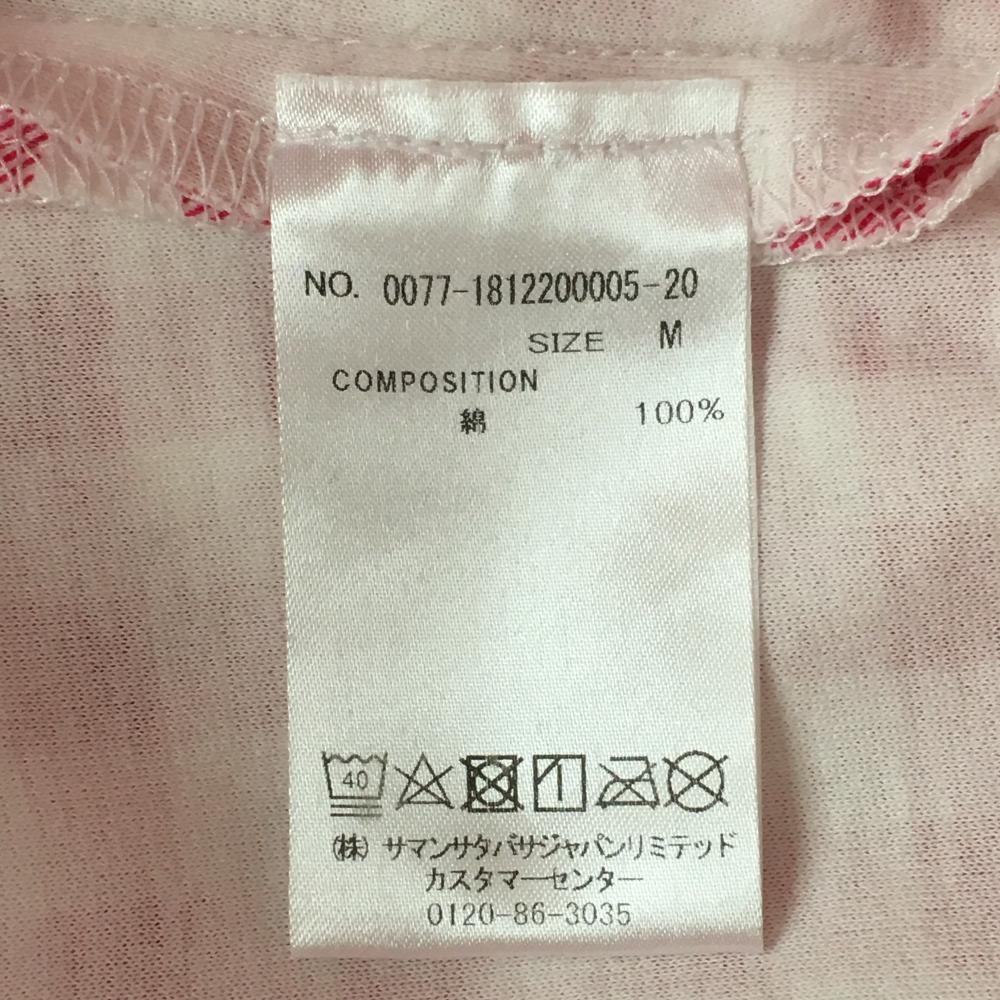 NO. 0077-1812200005-20
SIZE M
COMPOSITION
綿 100%
40
(株) サマンサタバサジャパンリミテッド
カスタマーセンター
0120-86-3035